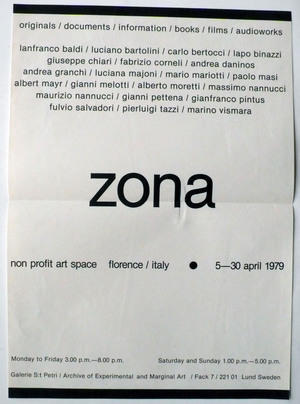 originals / documents / information / books / films / audioworks
lanfranco baldi / luciano bartolini / carlo bertocci / lapo binazzi
giuseppe chiari / fabrizio corneli / andrea daninos
andrea granchi / luciana majoni / mario mariotti / paolo masi
albert mayr / gianni melotti / alberto moretti / massimo nannucci
maurizio nannucci / gianni pettena / gianfranco pintus
fulvio salvadori / pierluigi tazzi / marino vismara
zona
non profit art space florence / italy ● 5—30 april 1979
Monday to Friday 3.00 p.m.—8.00 p.m. Saturday and Sunday 1.00 p.m.—5.00 p.m.
Galerie S:t Petri / Archive of Experimental and Marginal Art / Fack 7 / 221 01 Lund Sweden